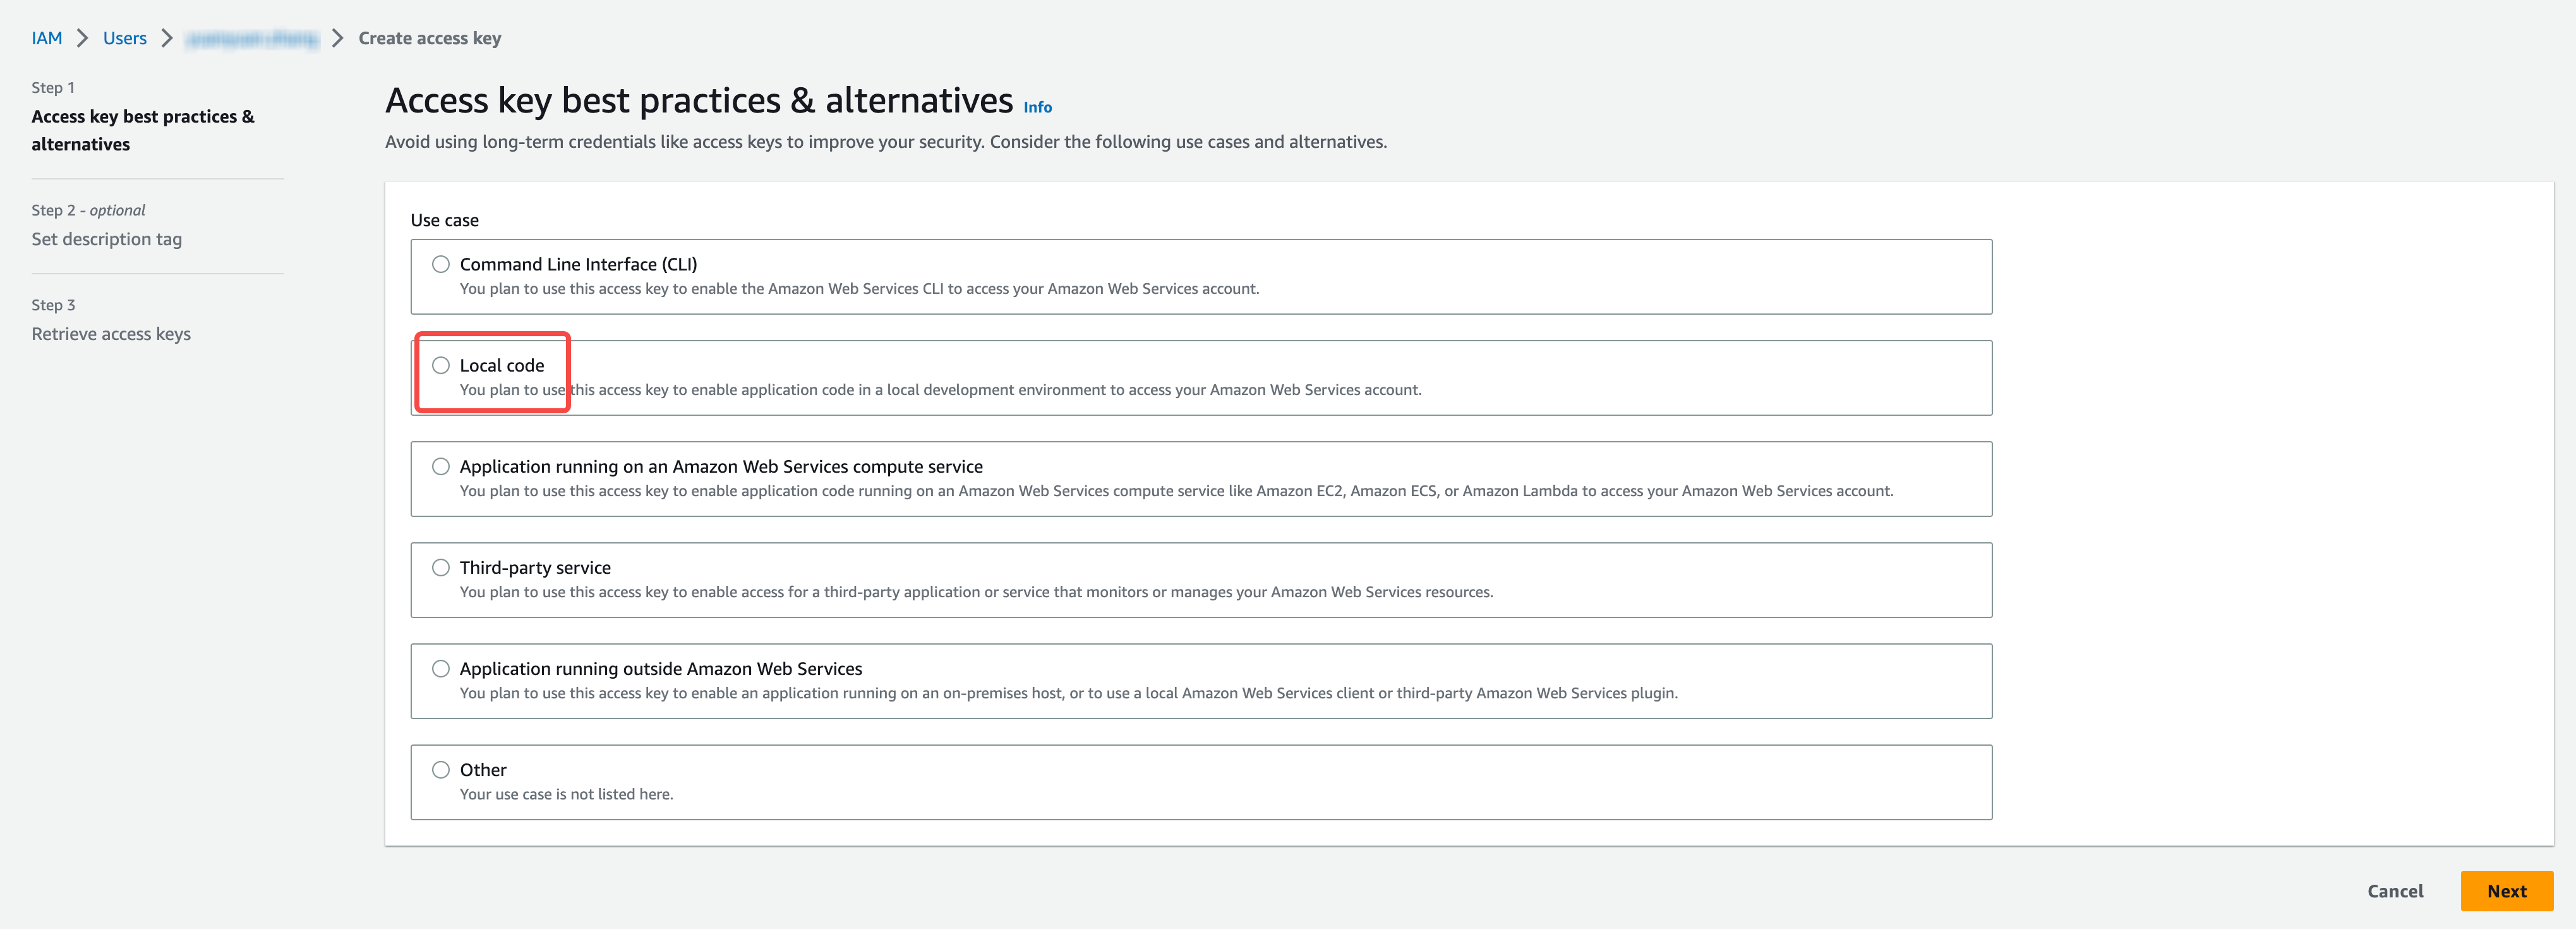 IAM > Users > > Create access key
Step 1
Access key best practices &
alternatives
Step 2 - optional
Set description tag
Step 3
Retrieve access keys
Access key best practices & alternatives Info
Avoid using long-term credentials like access keys to improve your security. Consider the following use cases and alternatives.
Use case
Command Line Interface (CLI)
You plan to use this access key to enable the Amazon Web Services CLI to access your Amazon Web Services account.
Local code
You plan to use this access key to enable application code in a local development environment to access your Amazon Web Services account.
Application running on an Amazon Web Services compute service
You plan to use this access key to enable application code running on an Amazon Web Services compute service like Amazon EC2, Amazon ECS, or Amazon Lambda to access your Amazon Web Services account.
Third-party service
You plan to use this access key to enable access for a third-party application or service that monitors or manages your Amazon Web Services resources.
Application running outside Amazon Web Services
You plan to use this access key to enable an application running on an on-premises host, or to use a local Amazon Web Services client or third-party Amazon Web Services plugin.
Other
Your use case is not listed here.
Cancel
Next